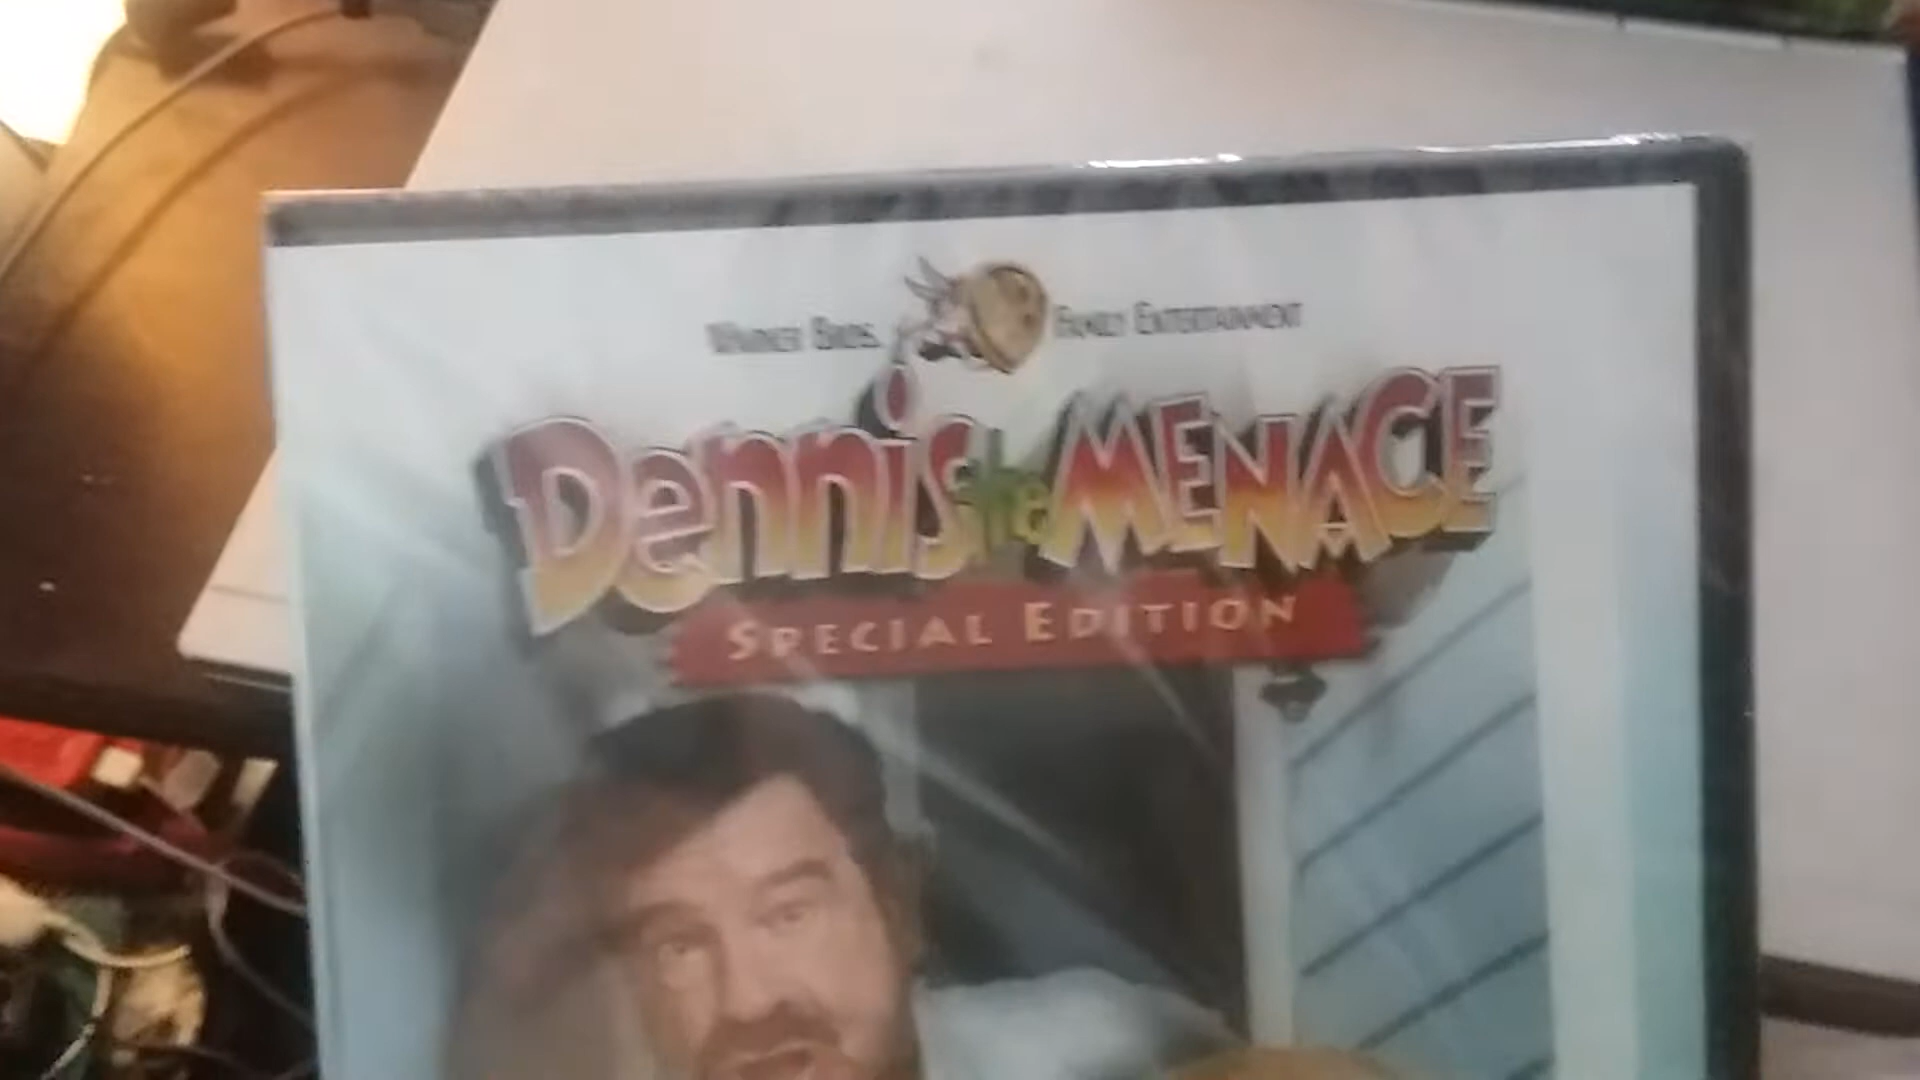 WARNER BROS. FAMILY ENTERTAINMENT
Dennis the MENACE
SPECIAL EDITION